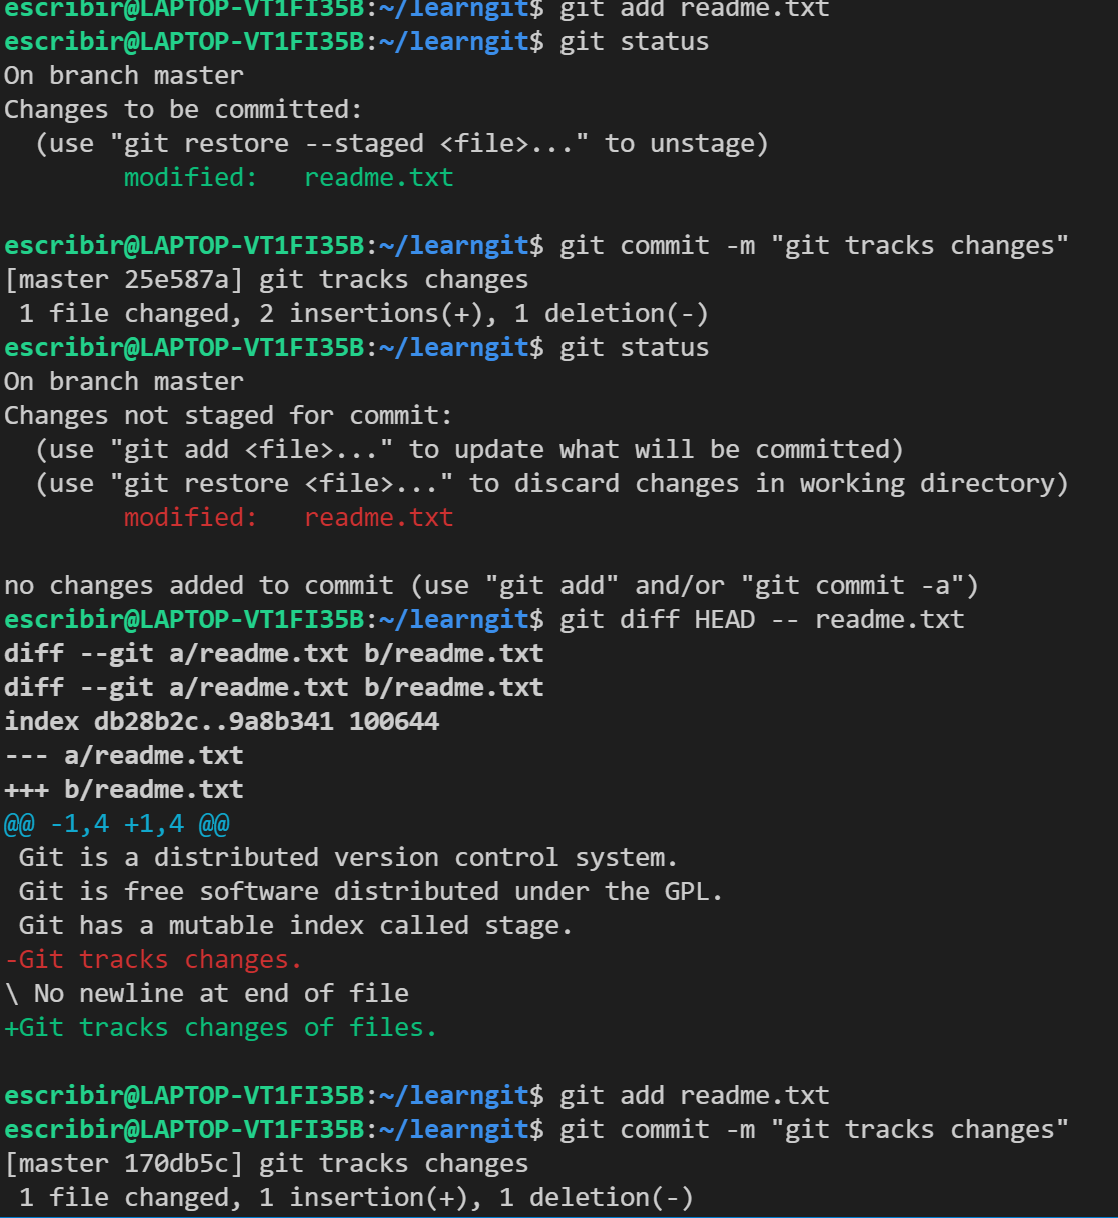 escribir@LAPTOP-VT1FI35B:~/learngit$ git add readme.txt
escribir@LAPTOP-VT1FI35B:~/learngit$ git status
On branch master
Changes to be committed:
  (use "git restore --staged <file>..." to unstage)
        modified:   readme.txt

escribir@LAPTOP-VT1FI35B:~/learngit$ git commit -m "git tracks changes"
[master 25e587a] git tracks changes
 1 file changed, 2 insertions(+), 1 deletion(-)
escribir@LAPTOP-VT1FI35B:~/learngit$ git status
On branch master
Changes not staged for commit:
  (use "git add <file>..." to update what will be committed)
  (use "git restore <file>..." to discard changes in working directory)
        modified:   readme.txt

no changes added to commit (use "git add" and/or "git commit -a")
escribir@LAPTOP-VT1FI35B:~/learngit$ git diff HEAD -- readme.txt
diff --git a/readme.txt b/readme.txt
diff --git a/readme.txt b/readme.txt
index db28b2c..9a8b341 100644
--- a/readme.txt
+++ b/readme.txt
@@ -1,4 +1,4 @@
 Git is a distributed version control system.
 Git is free software distributed under the GPL.
 Git has a mutable index called stage.
-Git tracks changes.
\ No newline at end of file
+Git tracks changes of files.

escribir@LAPTOP-VT1FI35B:~/learngit$ git add readme.txt
escribir@LAPTOP-VT1FI35B:~/learngit$ git commit -m "git tracks changes"
[master 170db5c] git tracks changes
 1 file changed, 1 insertion(+), 1 deletion(-)